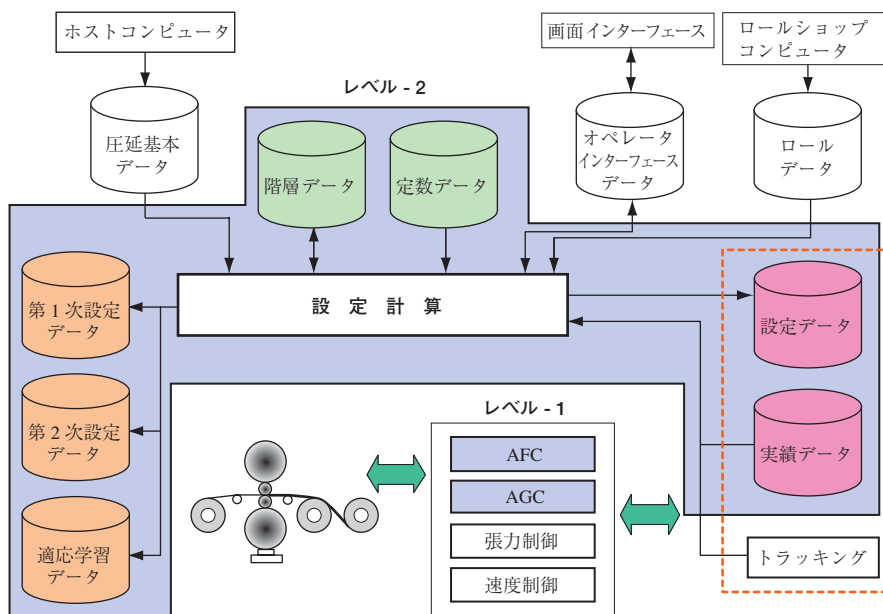 ホストコンピュータ
画面インターフェース
ロールショップ
コンピュータ
レベル - 2
圧延基本
データ
階層データ
定数データ
オペレータ
インターフェース
データ
ロール
データ
第1次設定
データ
設定計算
設定データ
第2次設定
データ
レベル - 1
AFC
AGC
張力制御
速度制御
実績データ
適応学習
データ
トラッキング